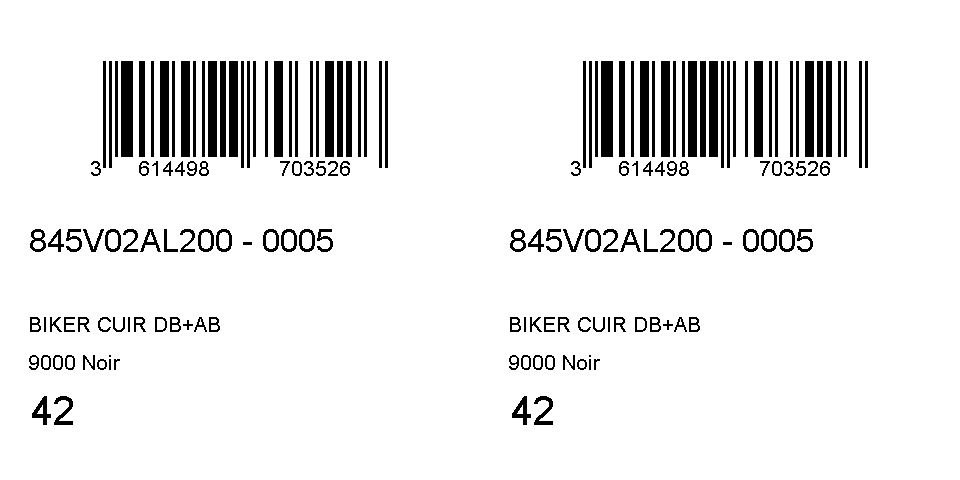 3 614498 703526
845V02AL200 - 0005
BIKER CUIR DB+AB
9000 Noir
42
3 614498 703526
845V02AL200 - 0005
BIKER CUIR DB+AB
9000 Noir
42